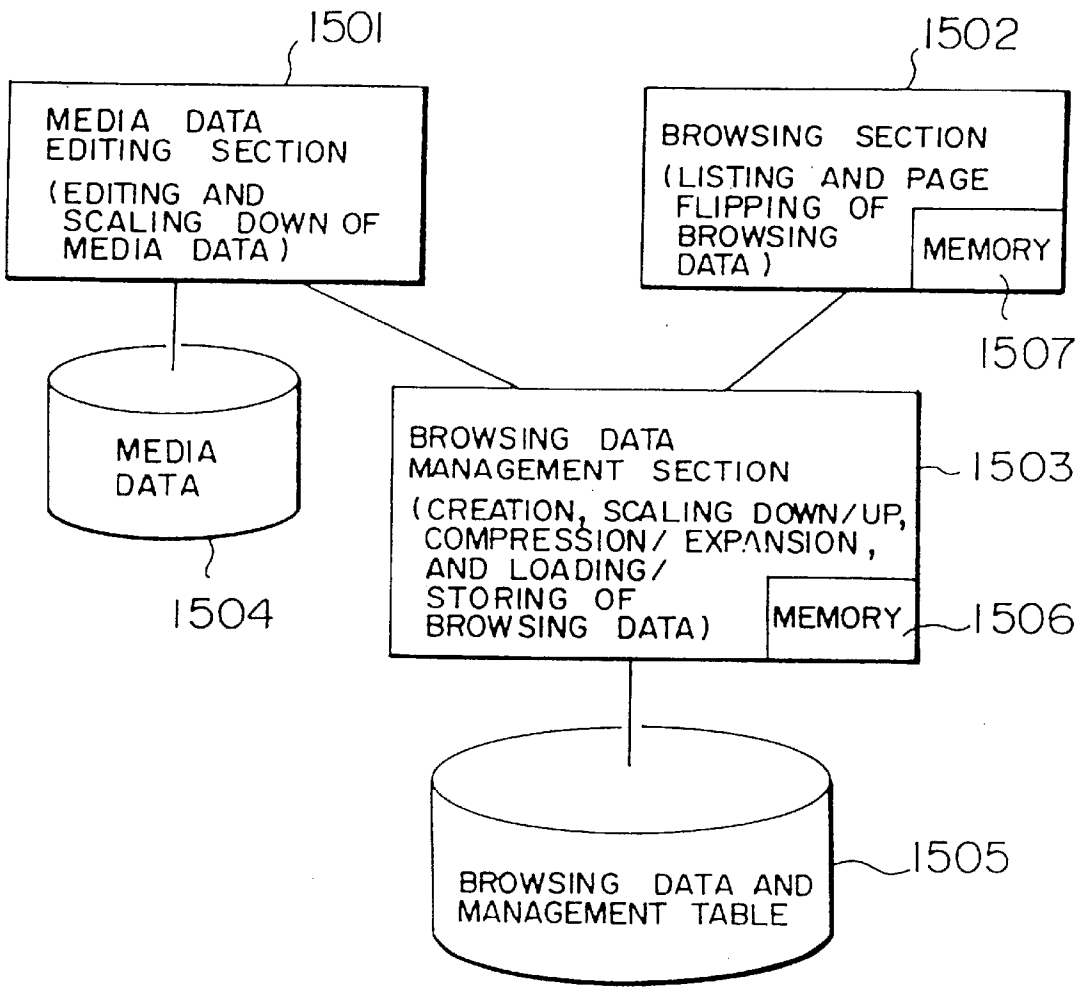 1501
MEDIA DATA
EDITING SECTION
(EDITING AND
SCALING DOWN OF
MEDIA DATA)
1502
BROWSING SECTION
(LISTING AND PAGE
FLIPPING OF
BROWSING
DATA)
MEMORY
1507
MEDIA
DATA
1504
BROWSING DATA
MANAGEMENT SECTION
(CREATION, SCALING DOWN/UP,
COMPRESSION/ EXPANSION,
AND LOADING/
STORING OF
BROWSING DATA)
MEMORY
1503
1506
BROWSING DATA AND
MANAGEMENT TABLE
1505